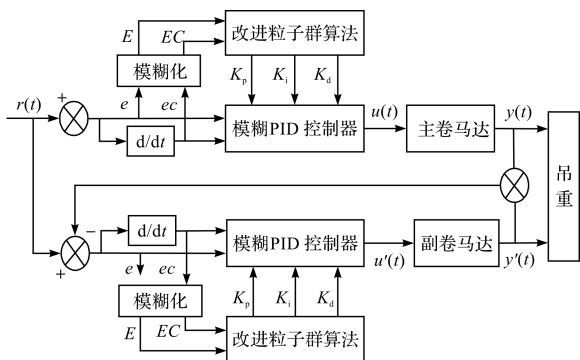 E
EC
改进粒子群算法
模糊化
K_p
K_i
K_d
r(t)
+
e
ec
d/dt
模糊PID 控制器
u(t)
主卷马达
y(t)
吊重
−
+
d/dt
e
ec
模糊PID 控制器
u'(t)
副卷马达
y'(t)
模糊化
K_p
K_i
K_d
E
EC
改进粒子群算法